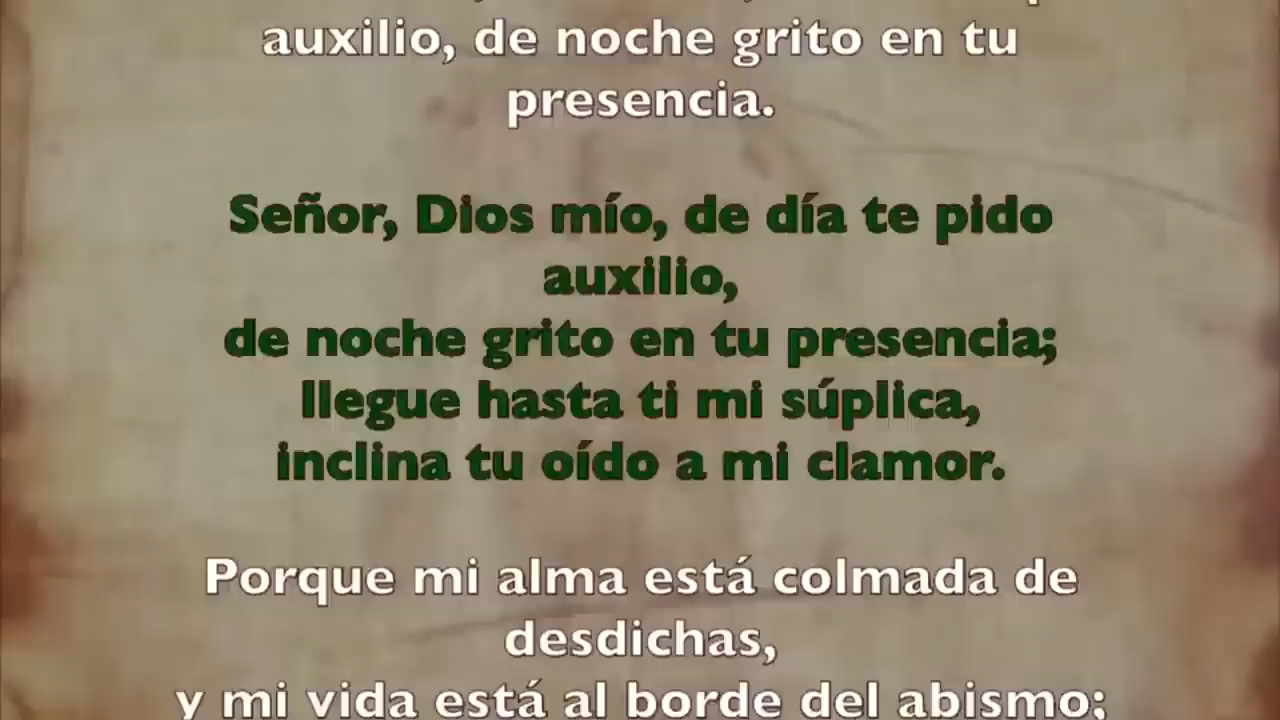 auxilio, de noche grito en tu
presencia.
Señor, Dios mío, de día te pido
auxilio,
de noche grito en tu presencia;
llegue hasta ti mi súplica,
inclina tu oído a mi clamor.
Porque mi alma está colmada de
desdichas,
y mi vida está al borde del abismo;